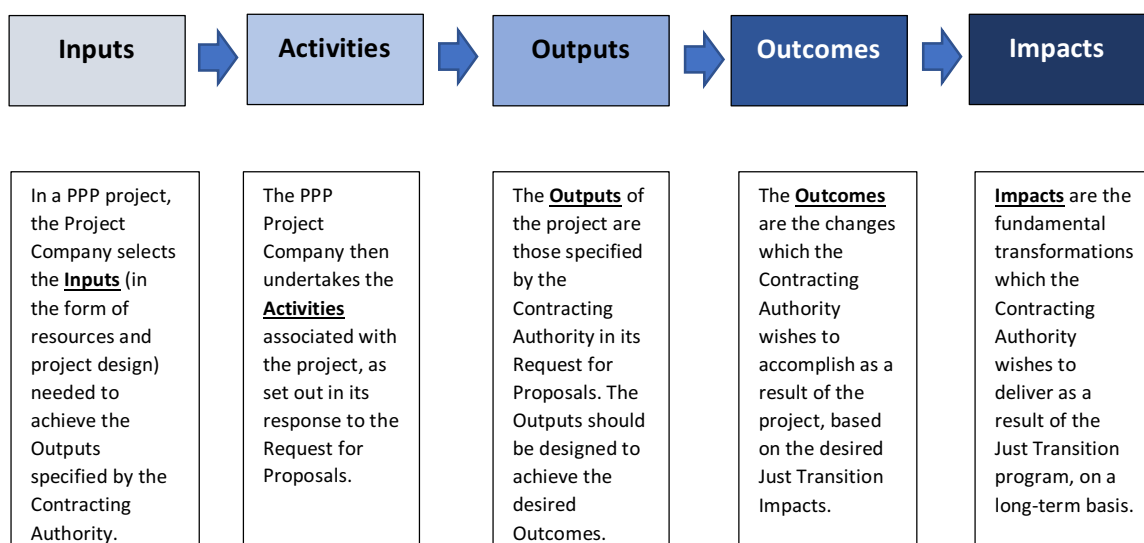 Inputs
Activities
Outputs
Outcomes
Impacts
In a PPP project,
the Project
Company selects
the Inputs (in
the form of
resources and
project design)
needed to
achieve the
Outputs
specified by the
Contracting
Authority.
The PPP
Project
Company then
undertakes the
Activities
associated with
the project, as
set out in its
response to the
Request for
Proposals.
The Outputs of
the project are
those specified
by the
Contracting
Authority in its
Request for
Proposals. The
Outputs should
be designed to
achieve the
desired
Outcomes.
The Outcomes
are the changes
which the
Contracting
Authority
wishes to
accomplish as a
result of the
project, based
on the desired
Just Transition
Impacts.
Impacts are the
fundamental
transformations
which the
Contracting
Authority
wishes to
deliver as a
result of the
Just Transition
program, on a
long-term basis.